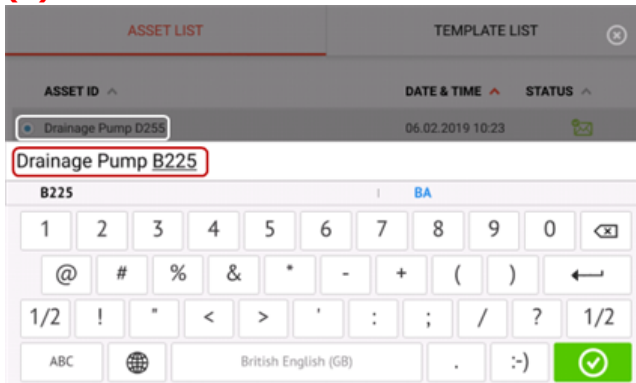 ASSET LIST TEMPLATE LIST
ASSET ID DATE & TIME STATUS
Drainage Pump D255 06.02.2019 10:23
Drainage Pump B225
B225 BA
1 2 3 4 5 6 7 8 9 0
@ # % & * - + ( )
1/2 ! " < > ' : ; / ? 1/2
ABC British English (GB) . :-)